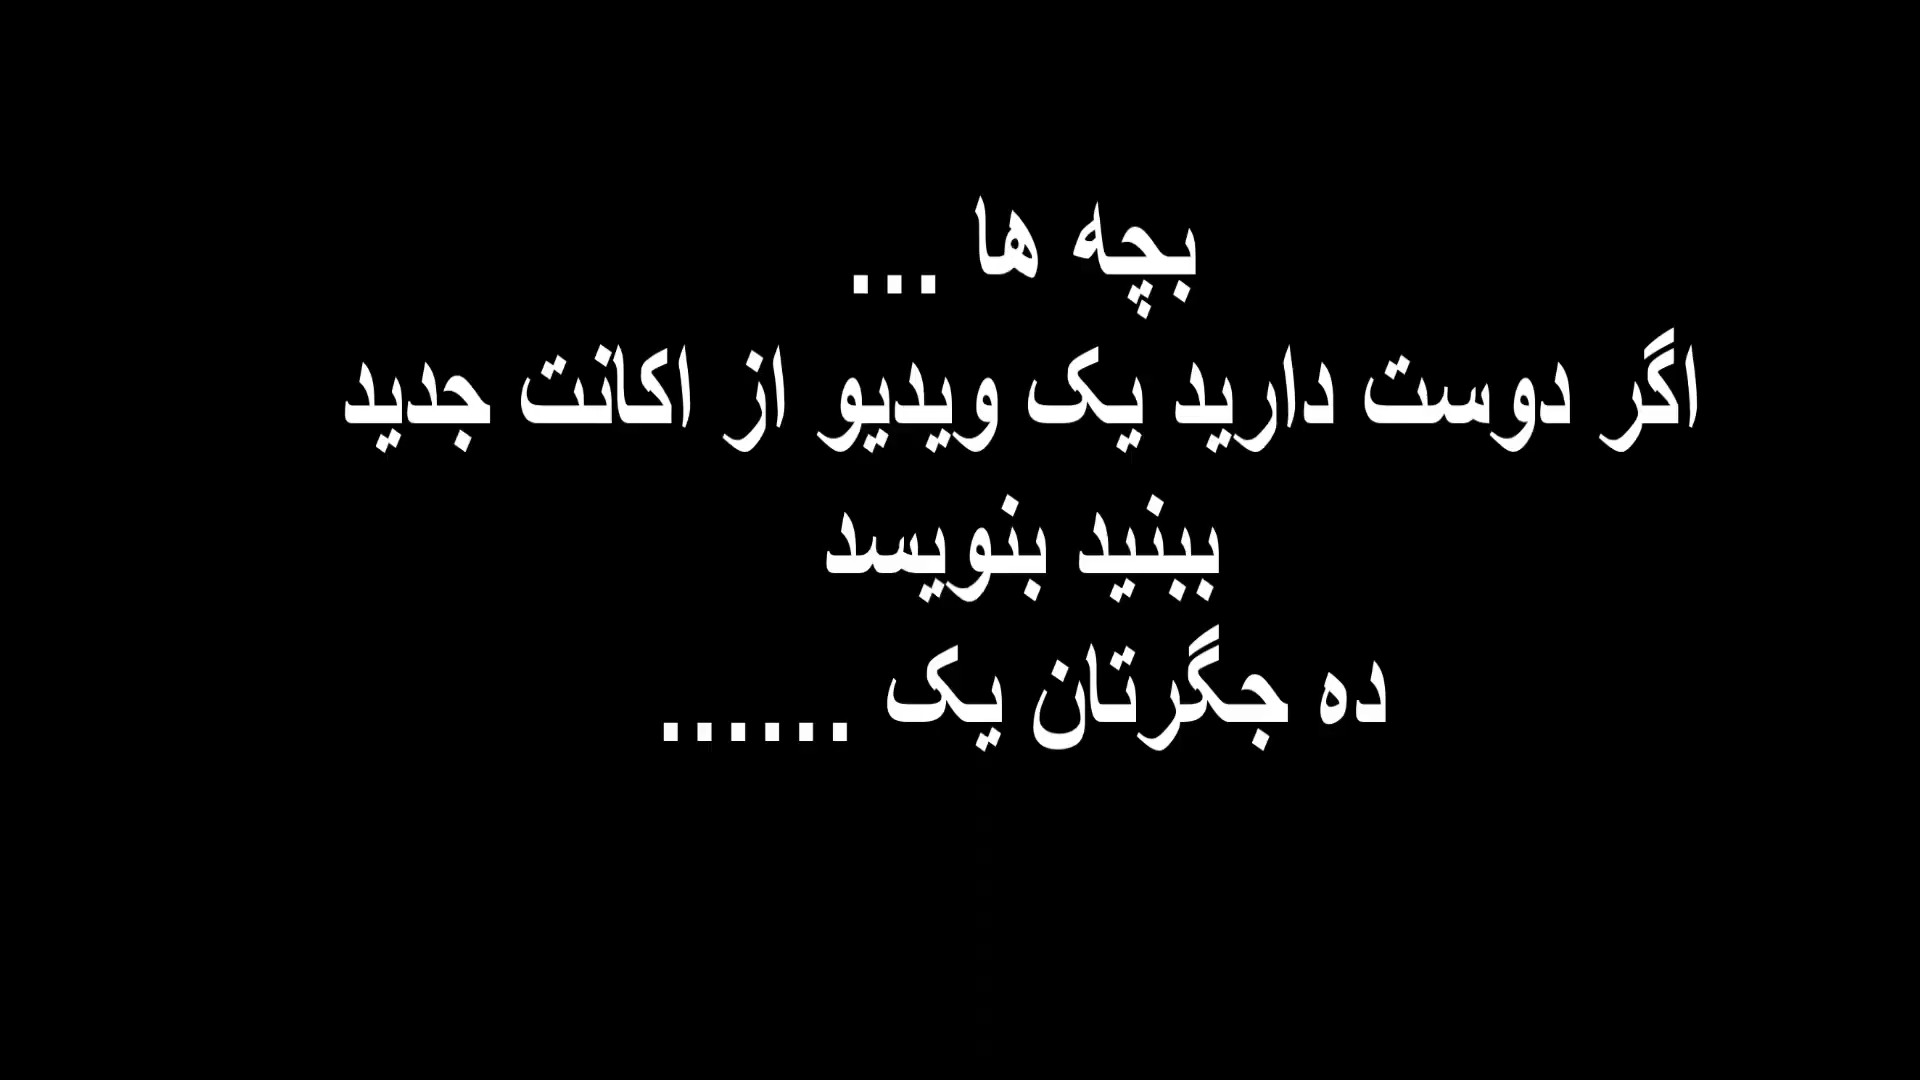 بچه ها ...
اگر دوست دارید یک ویدیو از اکانت جدید
ببنید بنویسد
ده جگرتان یک ......